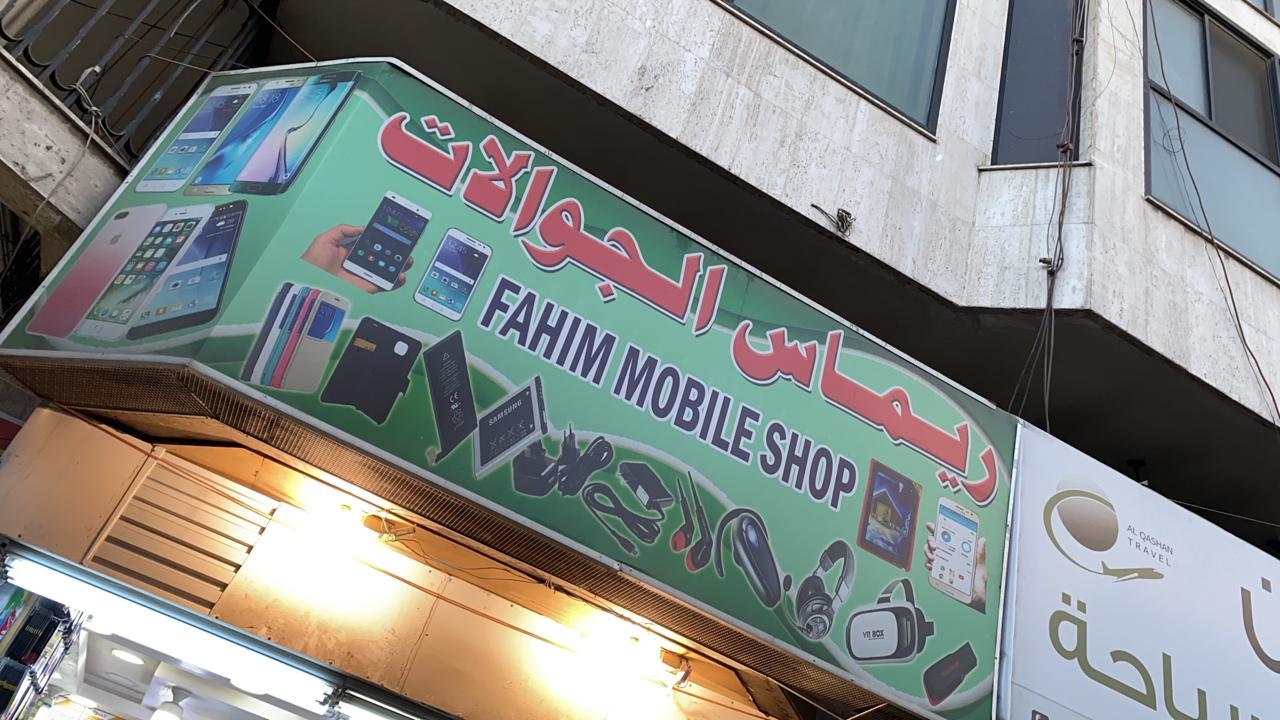 ريماس الجوالات
FAHIM MOBILE SHOP
SAMSUNG
VR BOX
AL QASHAN
TRAVEL